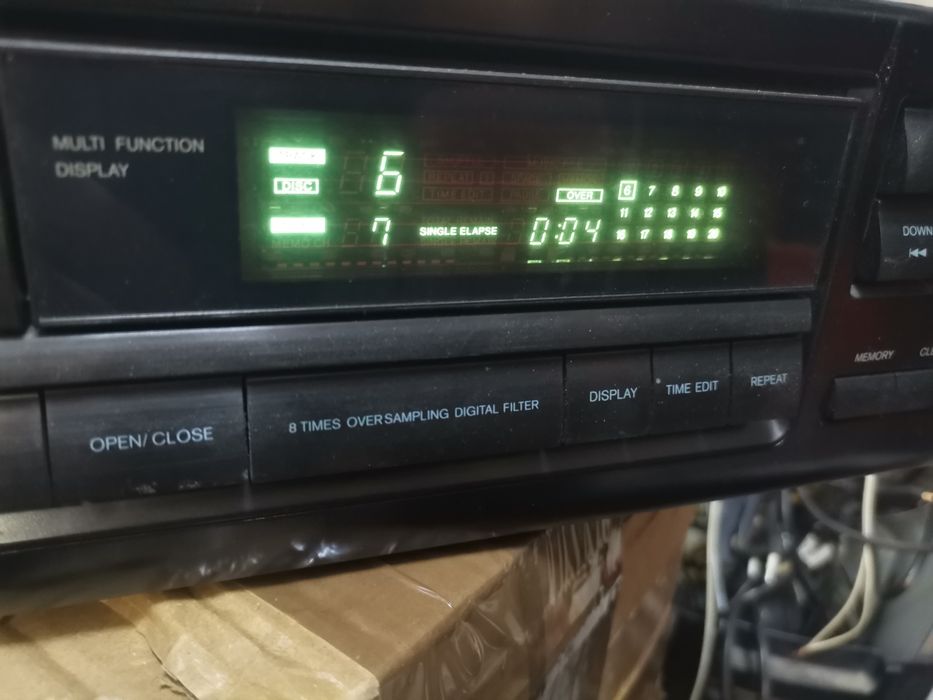 MULTI FUNCTION
DISPLAY
TRACK 6
DISC
OVER 6 7 8 9 10
11 12 13 14 15
7 SINGLE ELAPSE 0:04 16 17 18 19 20
DOWN
MEMORY
OPEN/CLOSE
8 TIMES OVERSAMPLING DIGITAL FILTER
DISPLAY
TIME EDIT
REPEAT